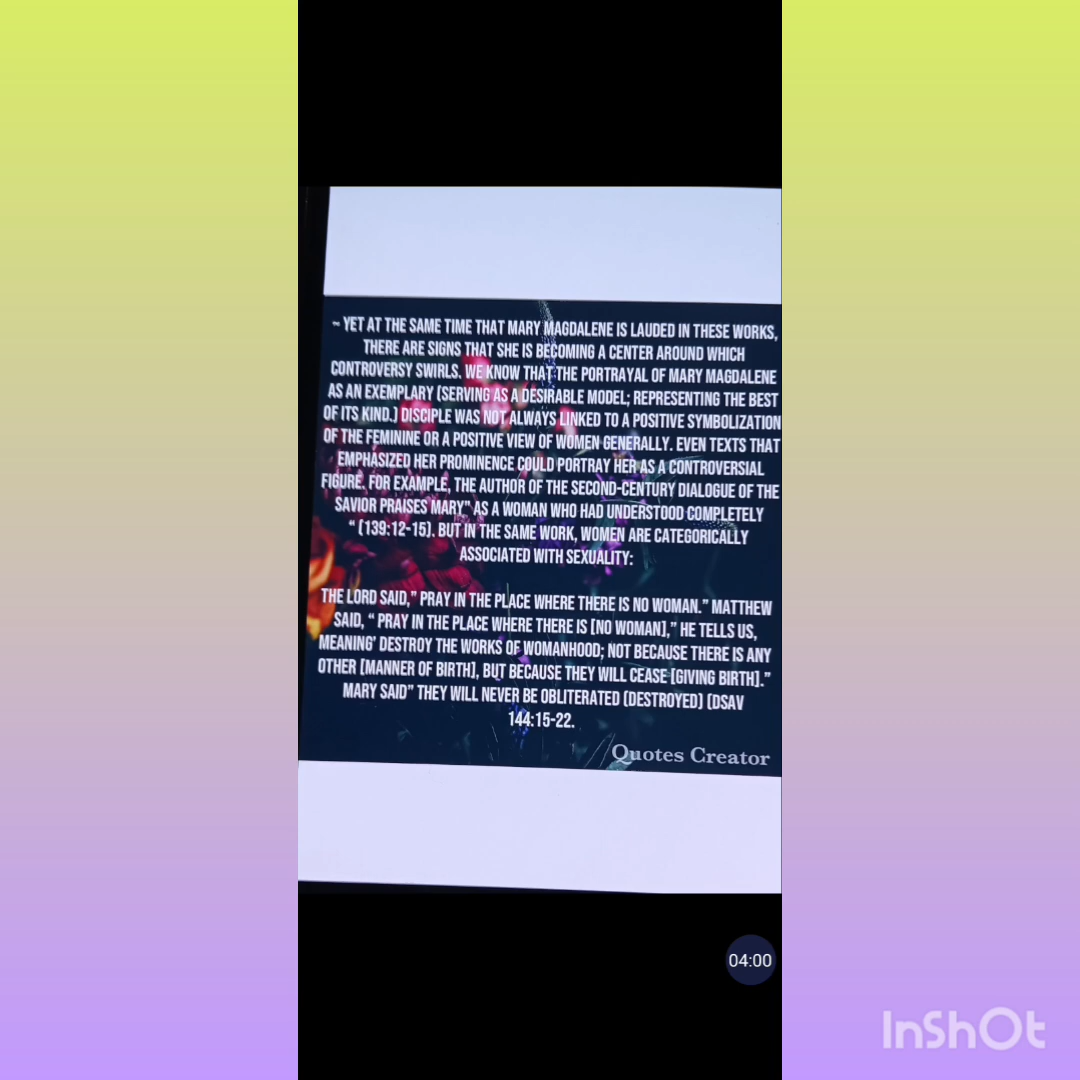 ~ YET AT THE SAME TIME THAT MARY MAGDALENE IS LAUDED IN THESE WORKS,
THERE ARE SIGNS THAT SHE IS BECOMING A CENTER AROUND WHICH
CONTROVERSY SWIRLS. WE KNOW THAT THE PORTRAYAL OF MARY MAGDALENE
AS AN EXEMPLARY (SERVING AS A DESIRABLE MODEL; REPRESENTING THE BEST
OF ITS KIND.) DISCIPLE WAS NOT ALWAYS LINKED TO A POSITIVE SYMBOLIZATION
OF THE FEMININE OR A POSITIVE VIEW OF WOMEN GENERALLY. EVEN TEXTS THAT
EMPHASIZED HER PROMINENCE COULD PORTRAY HER AS A CONTROVERSIAL
FIGURE. FOR EXAMPLE, THE AUTHOR OF THE SECOND-CENTURY DIALOGUE OF THE
SAVIOR PRAISES MARY" AS A WOMAN WHO HAD UNDERSTOOD COMPLETELY
" (139:12-15). BUT IN THE SAME WORK, WOMEN ARE CATEGORICALLY
ASSOCIATED WITH SEXUALITY:
THE LORD SAID," PRAY IN THE PLACE WHERE THERE IS NO WOMAN." MATTHEW
SAID, " PRAY IN THE PLACE WHERE THERE IS [NO WOMAN]," HE TELLS US,
MEANING' DESTROY THE WORKS OF WOMANHOOD; NOT BECAUSE THERE IS ANY
OTHER [MANNER OF BIRTH], BUT BECAUSE THEY WILL CEASE [GIVING BIRTH]."
MARY SAID" THEY WILL NEVER BE OBLITERATED (DESTROYED) (DSAV
144:15-22.
Quotes Creator
04:00
InShOt